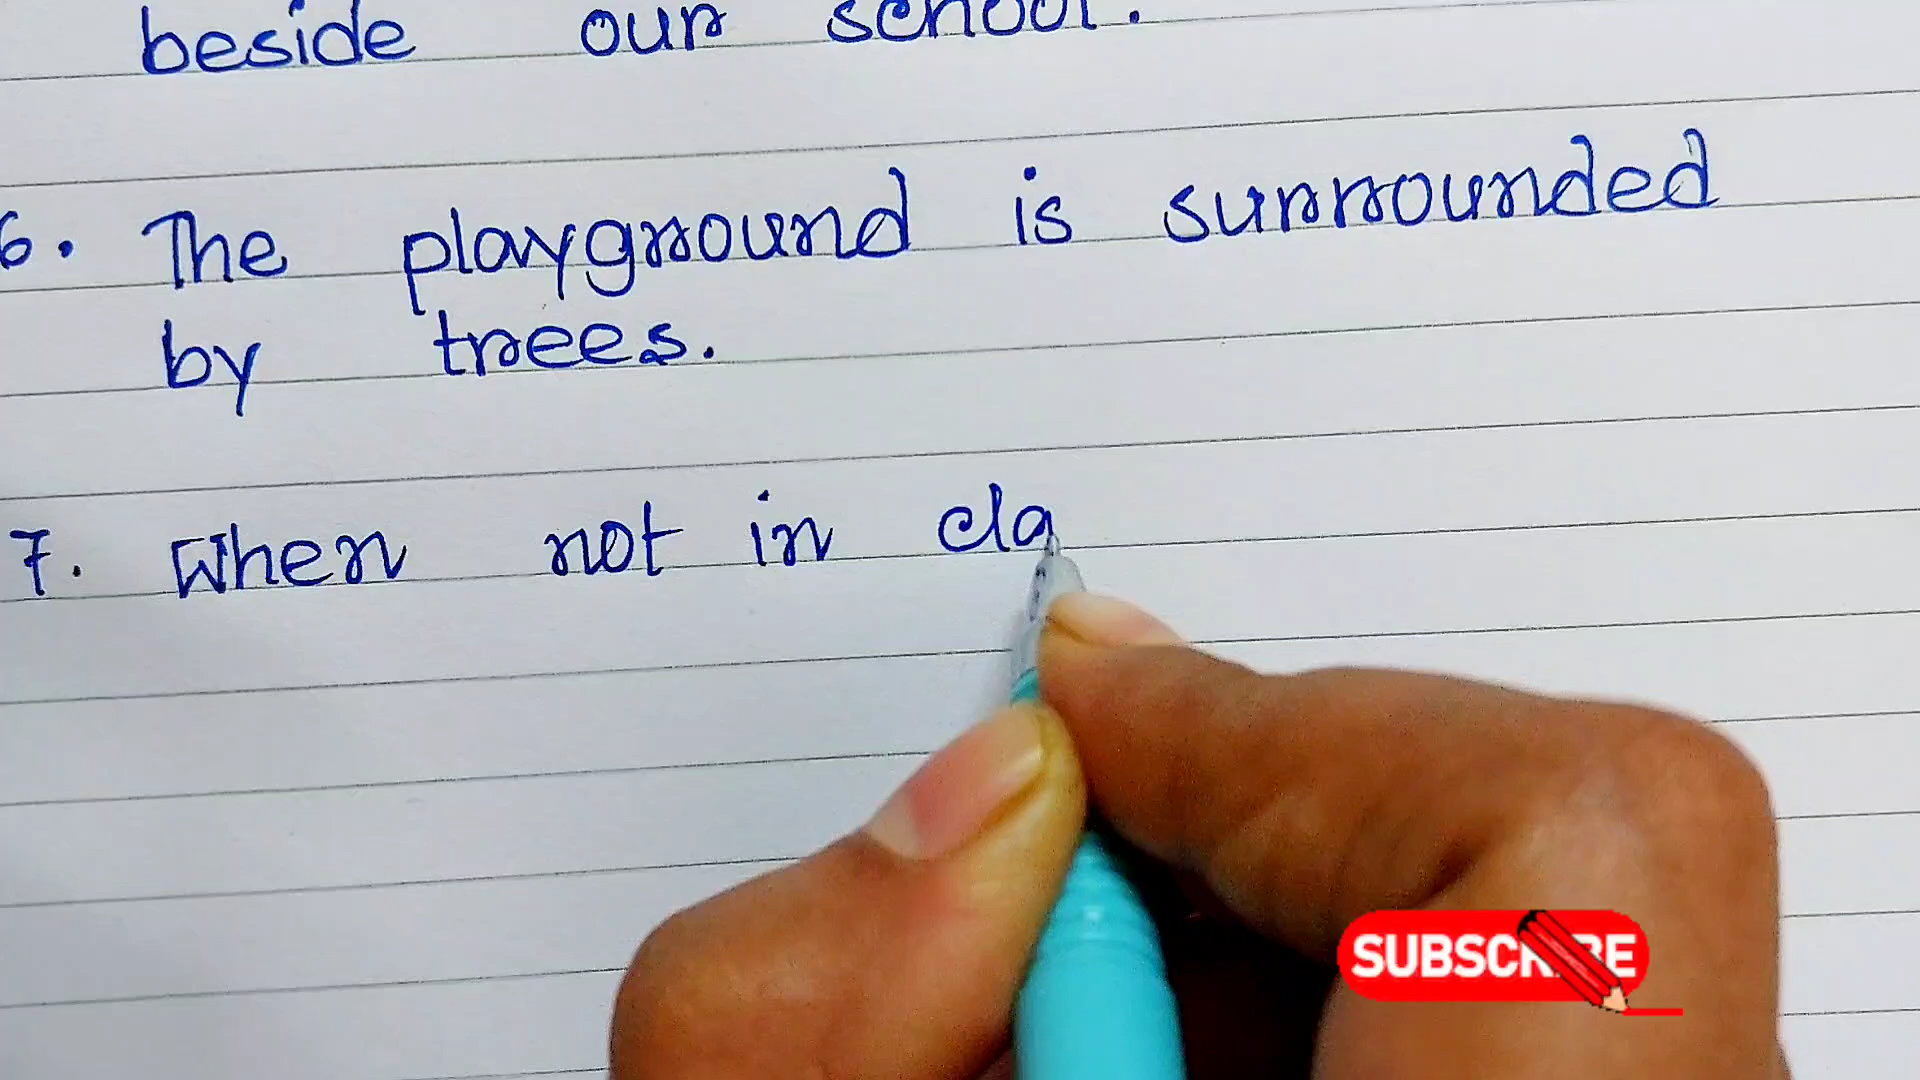 beside our school.
6. The playground is surrounded
by trees.
7. When not in cla
SUBSCRIBE